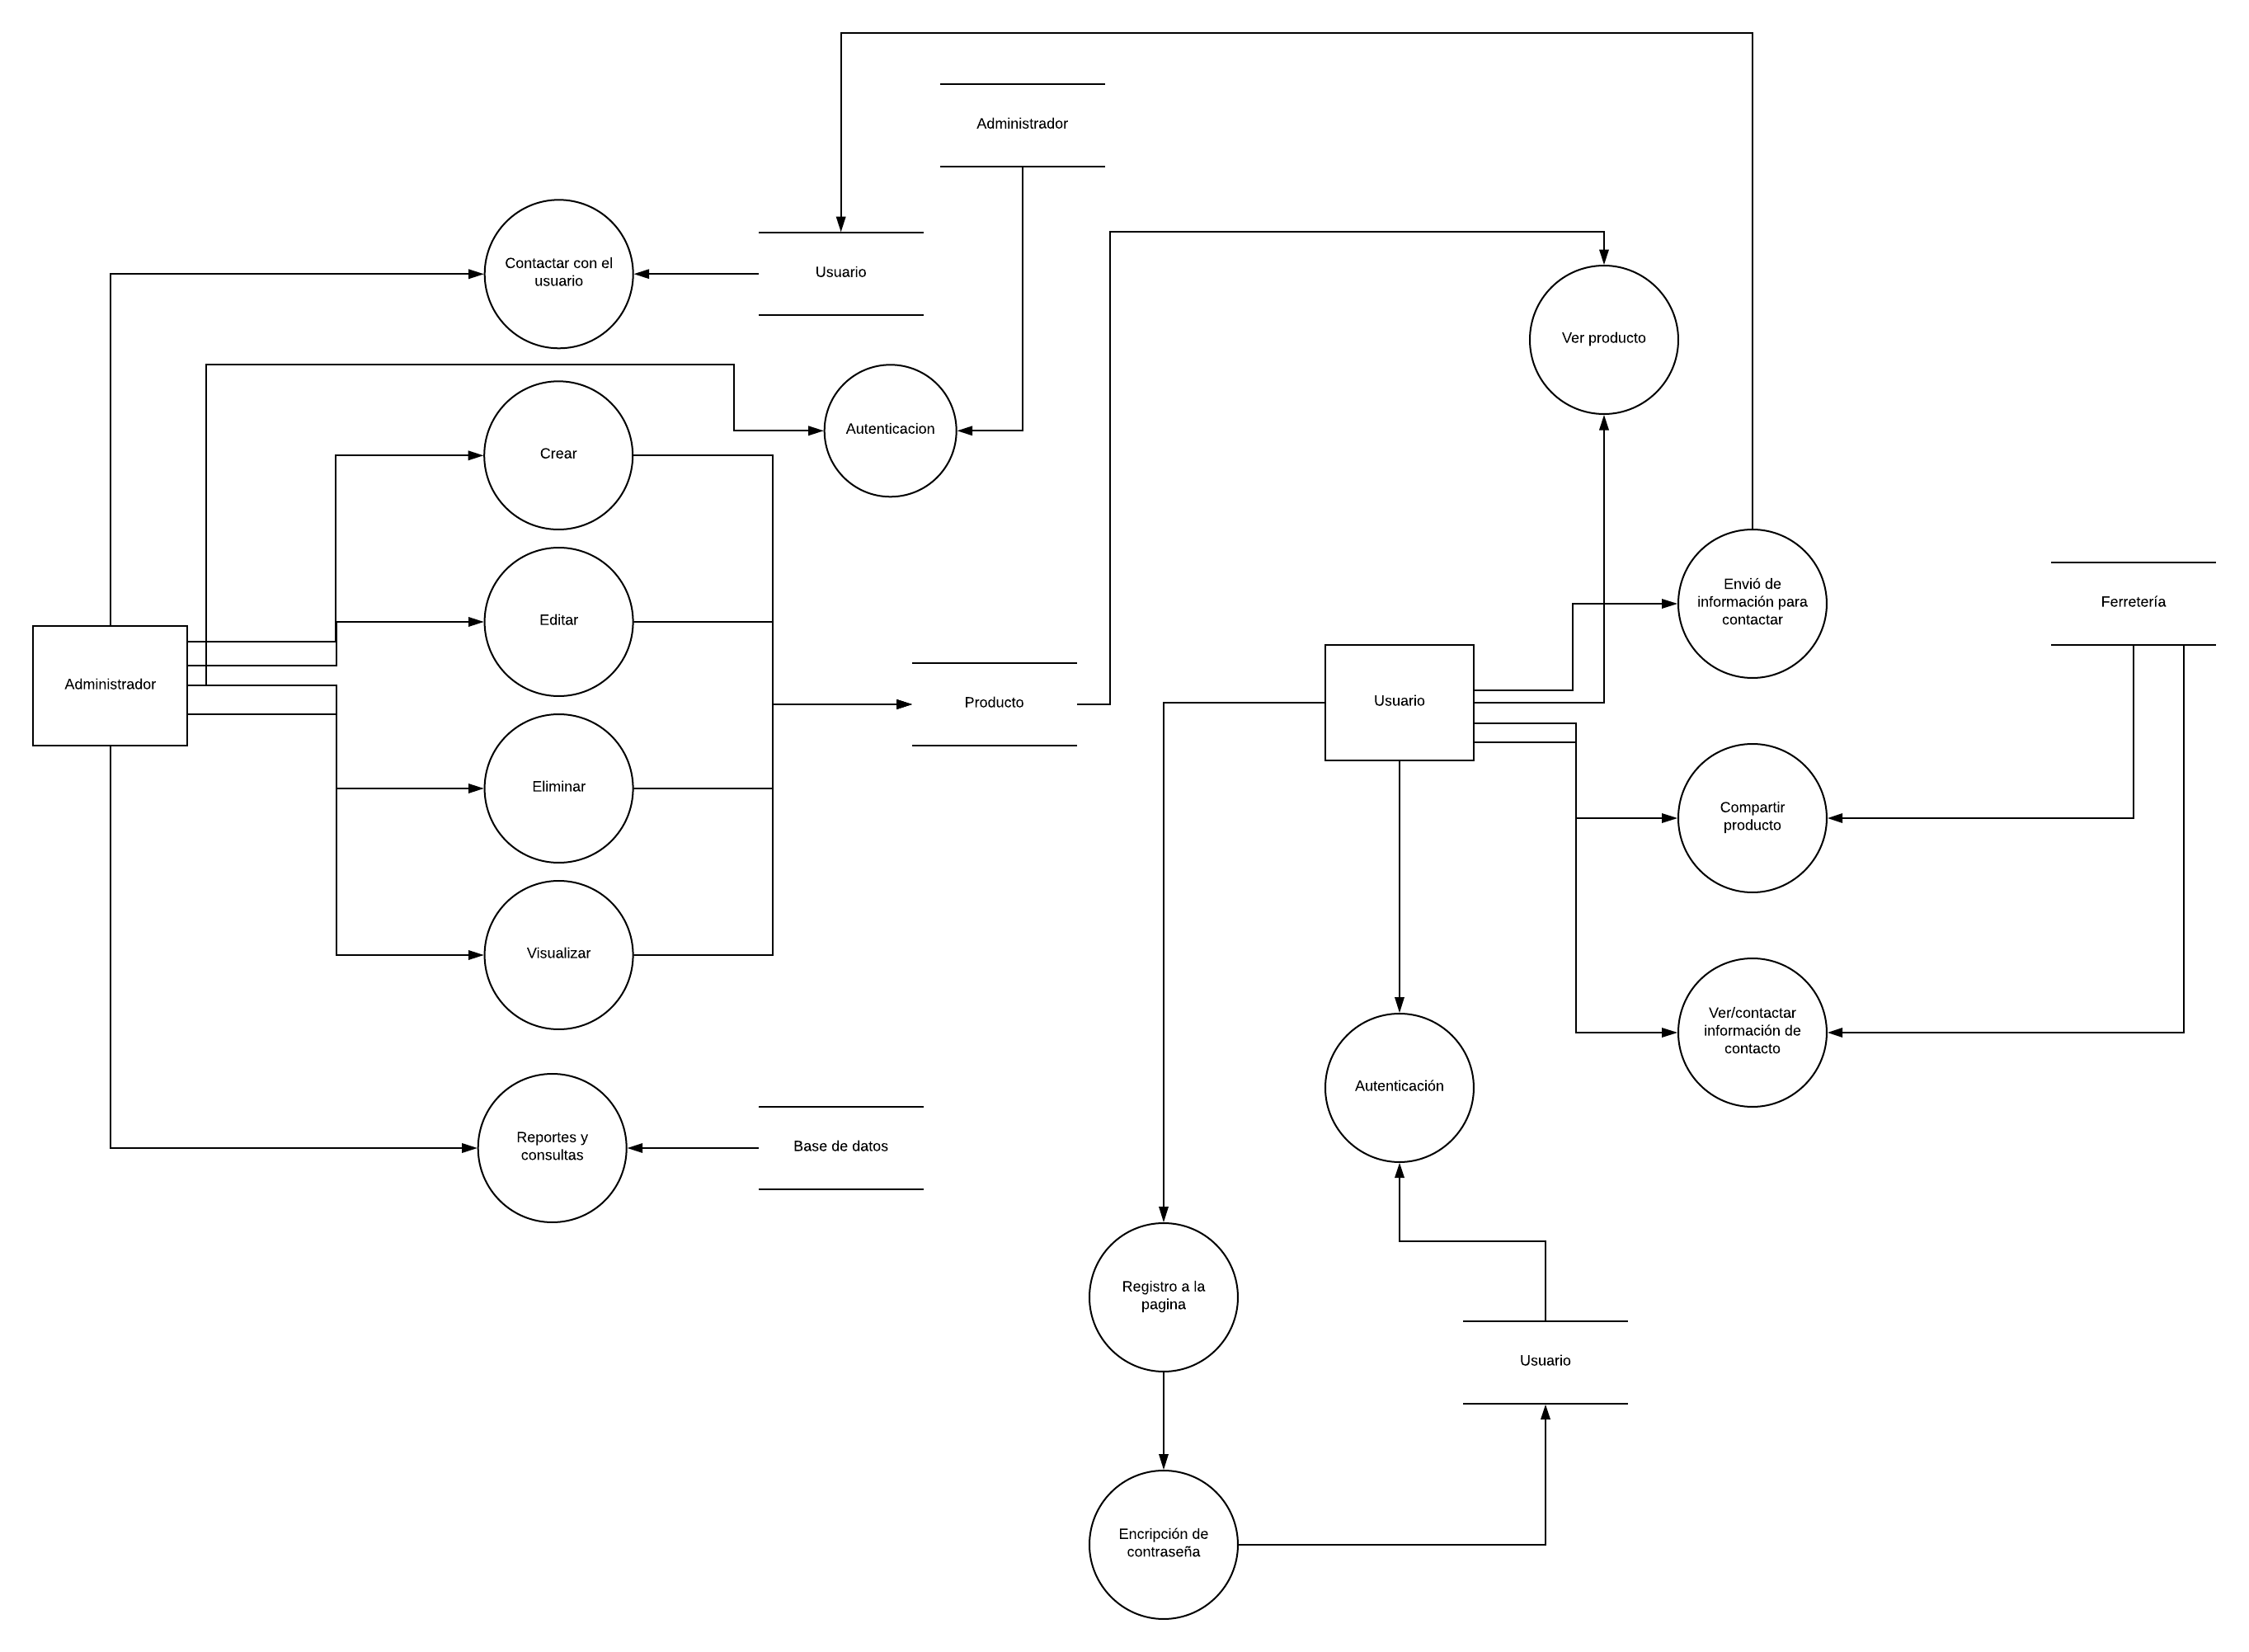 Administrador
Contactar con el
usuario
Usuario
Ver producto
Autenticacion
Crear
Editar
Envió de
información para
contactar
Ferretería
Administrador
Producto
Usuario
Eliminar
Compartir
producto
Visualizar
Ver/contactar
información de
contacto
Autenticación
Reportes y
consultas
Base de datos
Registro a la
pagina
Usuario
Encripción de
contraseña